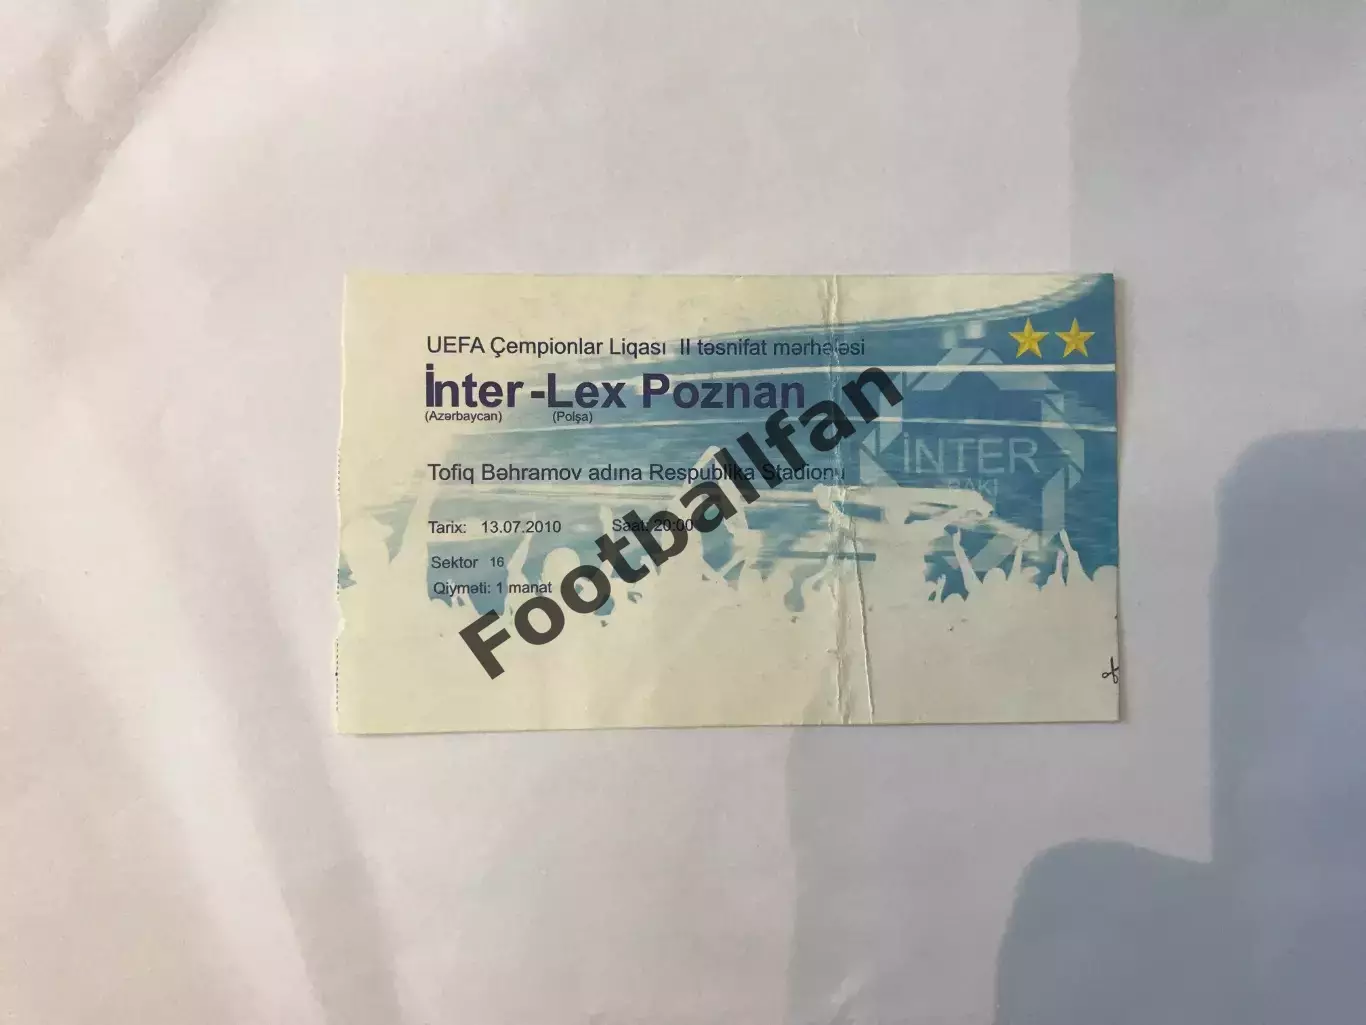 UEFA Çempionlar Liqası II təsnifat mərhələsi
İnter - Lex Poznan
(Azərbaycan) (Polşa)
Tofiq Bəhramov adına Respublika Stadionu
Tarix: 13.07.2010 Saat: 20:00
Sektor 16
Qiyməti: 1 manat
İNTER
BAKI
Footballfan